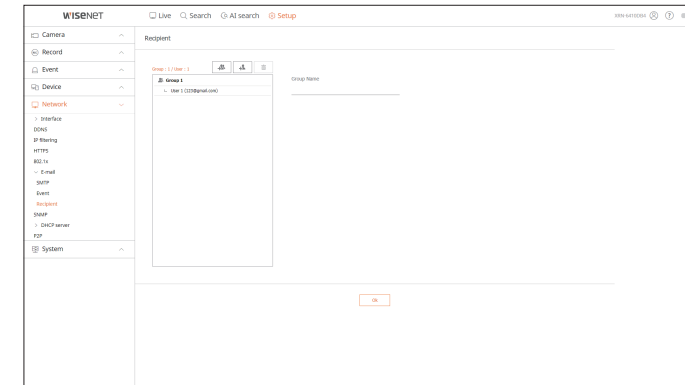 WISENET
Live Search AI search Setup
Camera
Record
Event
Device
Network
Interface
DDNS
IP filtering
HTTPS
802.1x
E-mail
SMTP
Event
Recipient
SNMP
DHCP server
P2P
System
Recipient
Group : 1 / User : 1
Group 1
User 1 (123@gmail.com)
Group Name
Ok